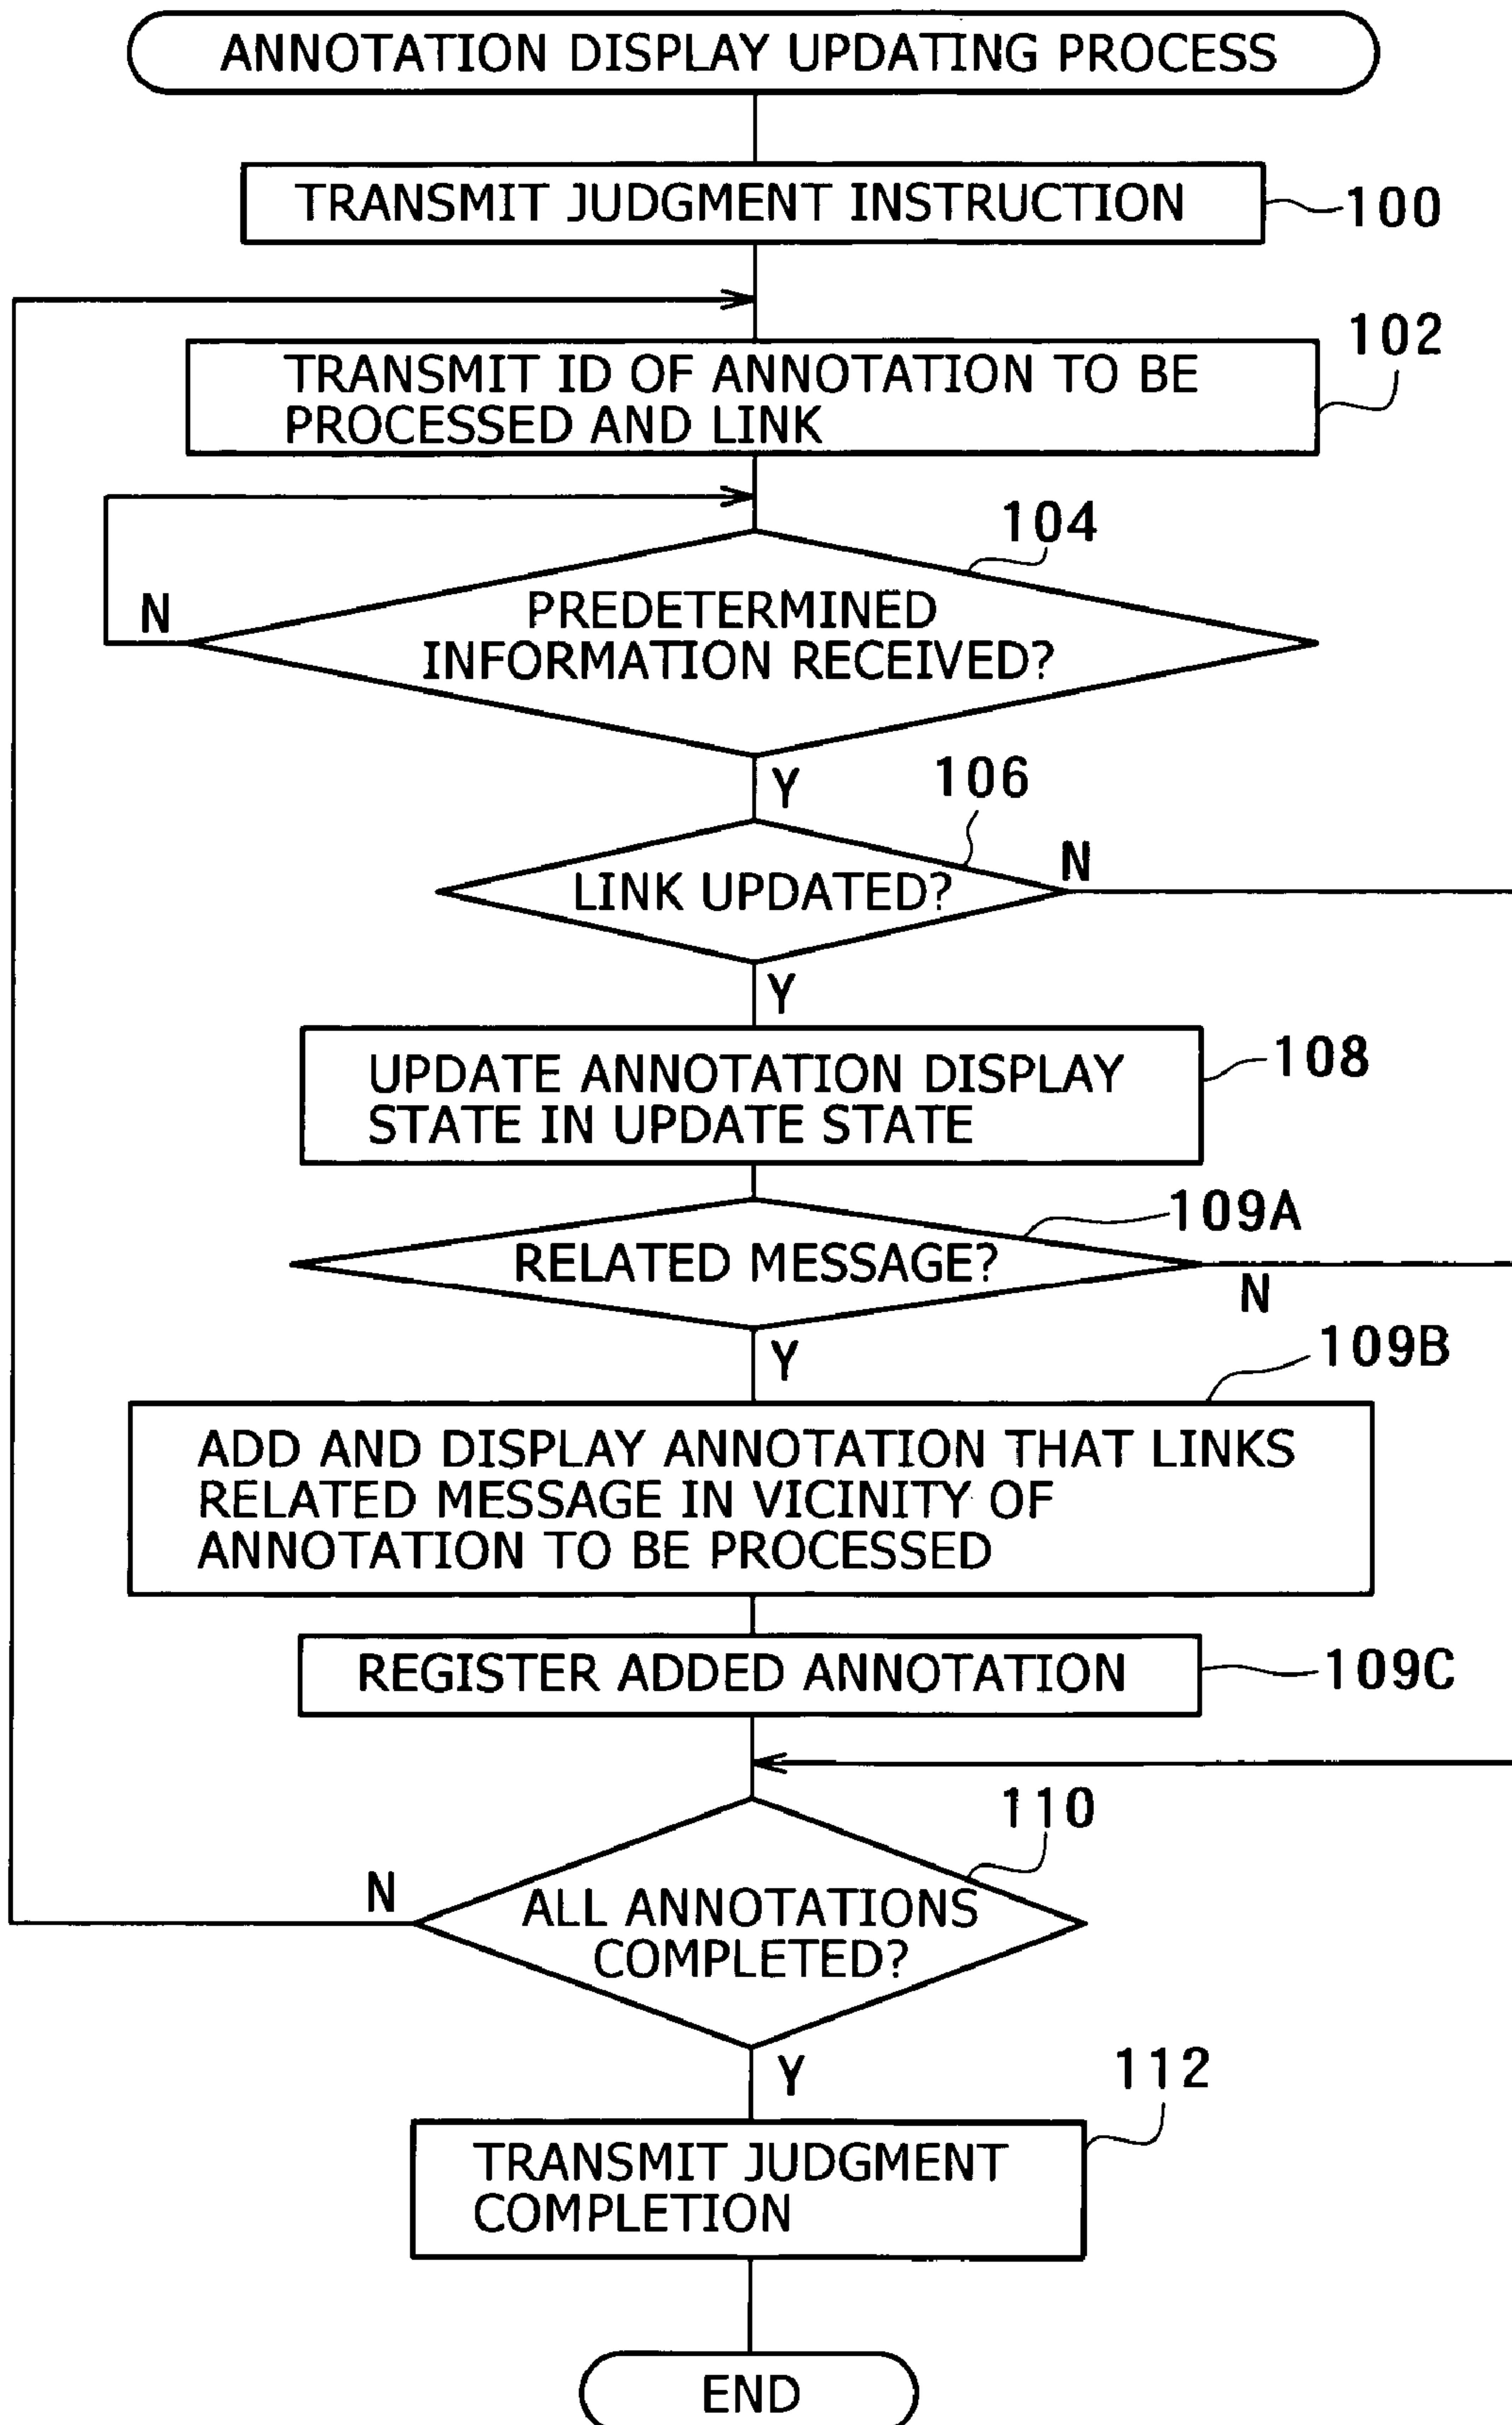 ANNOTATION DISPLAY UPDATING PROCESS
TRANSMIT JUDGMENT INSTRUCTION
100
102
TRANSMIT ID OF ANNOTATION TO BE
PROCESSED AND LINK
104
N
PREDETERMINED
INFORMATION RECEIVED?
Y
106
N
LINK UPDATED?
Y
108
UPDATE ANNOTATION DISPLAY
STATE IN UPDATE STATE
109A
RELATED MESSAGE?
N
Y
109B
ADD AND DISPLAY ANNOTATION THAT LINKS
RELATED MESSAGE IN VICINITY OF
ANNOTATION TO BE PROCESSED
REGISTER ADDED ANNOTATION
109C
110
N
ALL ANNOTATIONS
COMPLETED?
Y
112
TRANSMIT JUDGMENT
COMPLETION
END